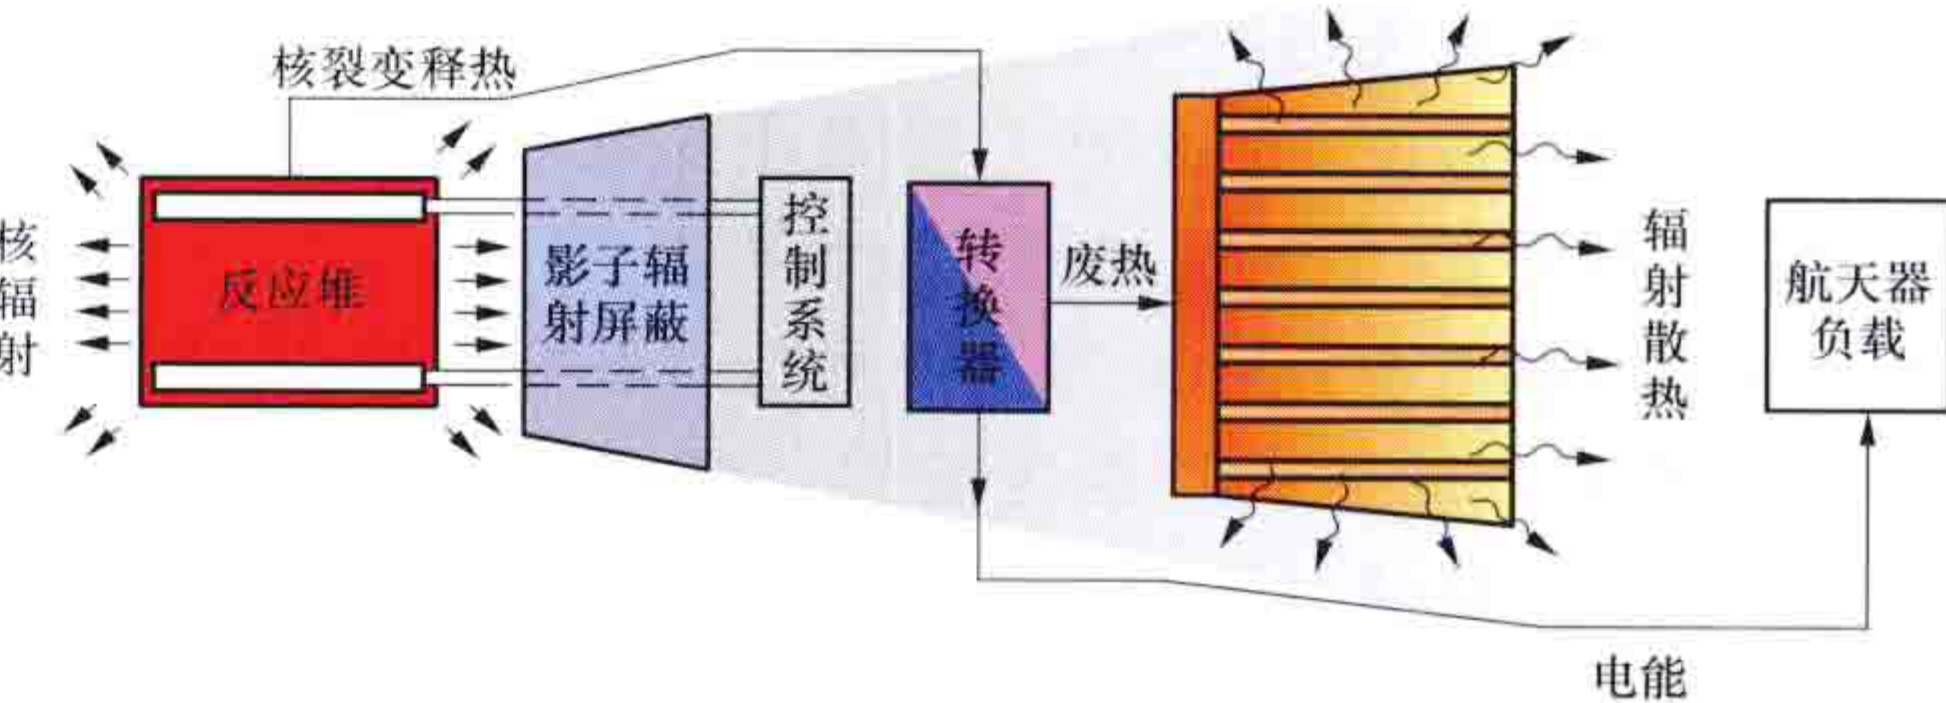 核裂变释热
核辐射
反应堆
影子辐
射屏蔽
控制系统
转换器
废热
辐射散热
航天器
负载
电能